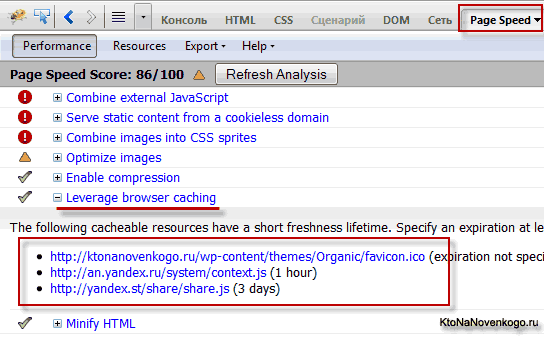 Консоль HTML CSS Сценарий DOM Сеть Page Speed
Performance Resources Export Help
Page Speed Score: 86/100 Refresh Analysis
Combine external JavaScript
Serve static content from a cookieless domain
Combine images into CSS sprites
Optimize images
Enable compression
Leverage browser caching
The following cacheable resources have a short freshness lifetime. Specify an expiration at le
http://ktonanovenkogo.ru/wp-content/themes/Organic/favicon.ico (expiration not speci
http://an.yandex.ru/system/context.js (1 hour)
http://yandex.st/share/share.js (3 days)
Minify HTML
KtoNaNovenkogo.ru